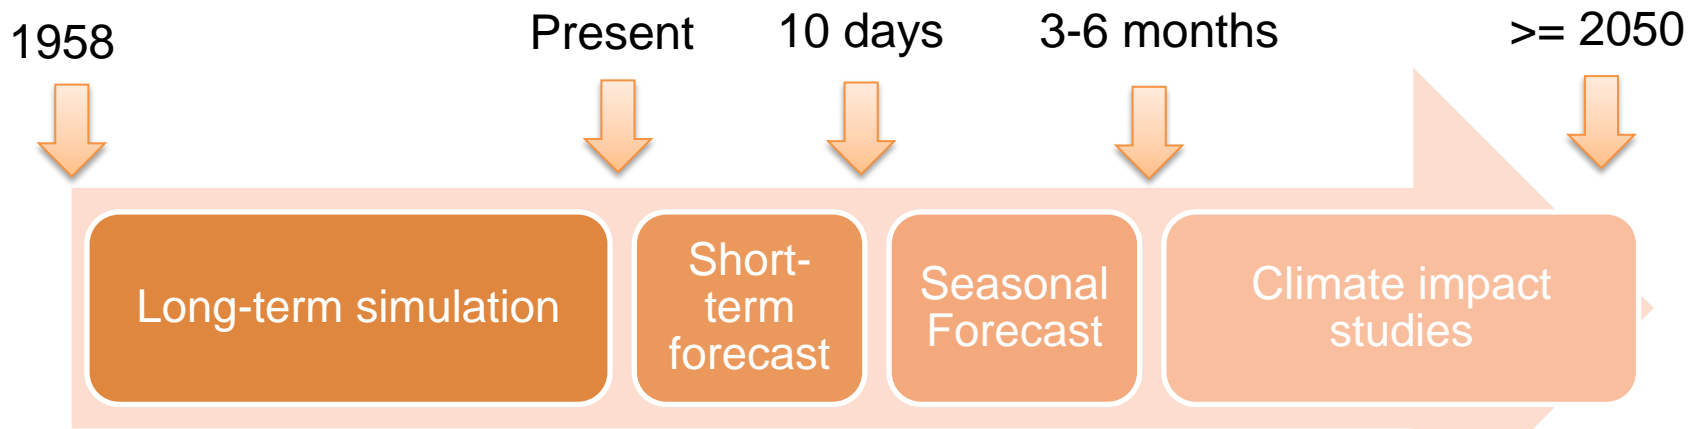 1958
Present
10 days
3-6 months
>= 2050
Long-term simulation
Short-
term
forecast
Seasonal
Forecast
Climate impact
studies